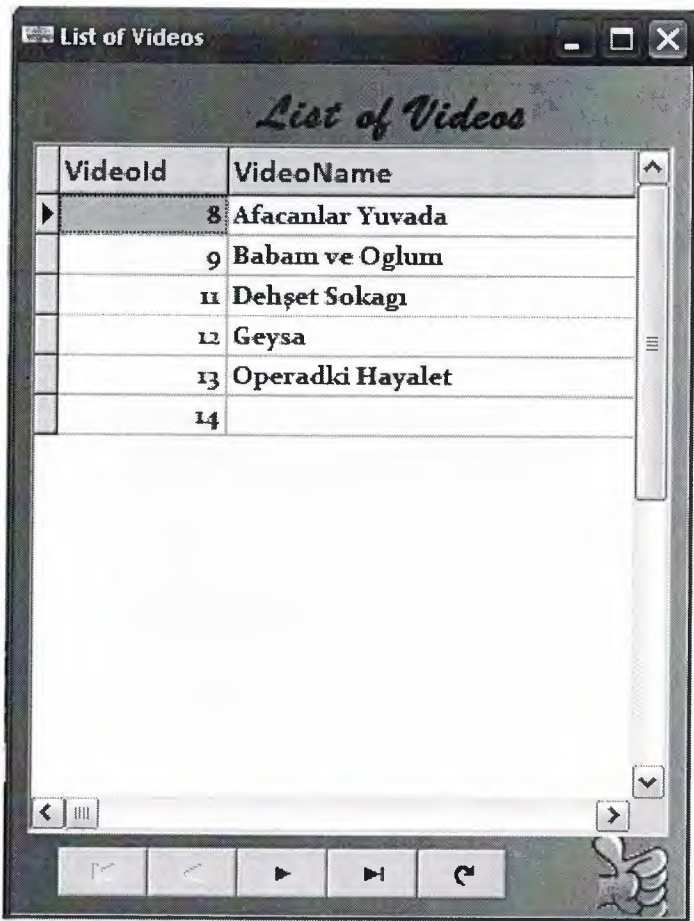 List of Videos
List of Videos
VideoId VideoName
8 Afacanlar Yuvada
9 Babam ve Oglum
11 Dehşet Sokagı
12 Geysa
13 Operadki Hayalet
14